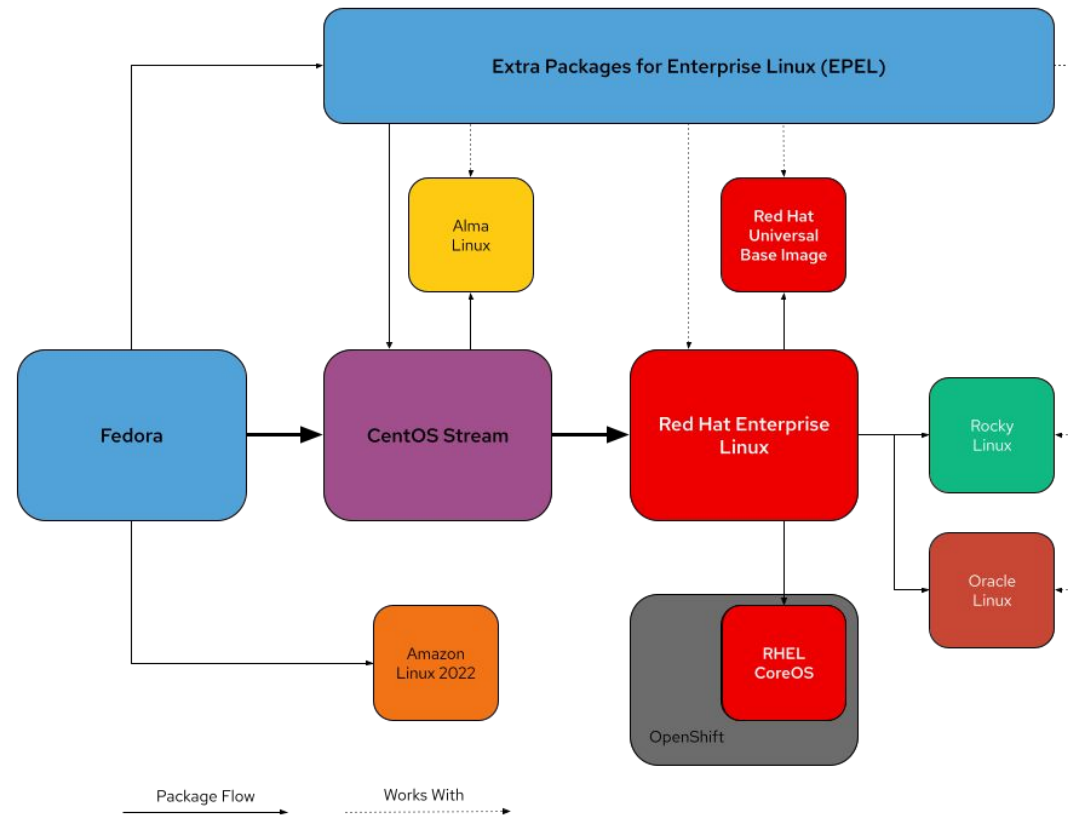 Extra Packages for Enterprise Linux (EPEL)
Alma
Linux
Red Hat
Universal
Base Image
Fedora
CentOS Stream
Red Hat Enterprise
Linux
Rocky
Linux
Oracle
Linux
Amazon
Linux 2022
RHEL
CoreOS
OpenShift
Package Flow
Works With